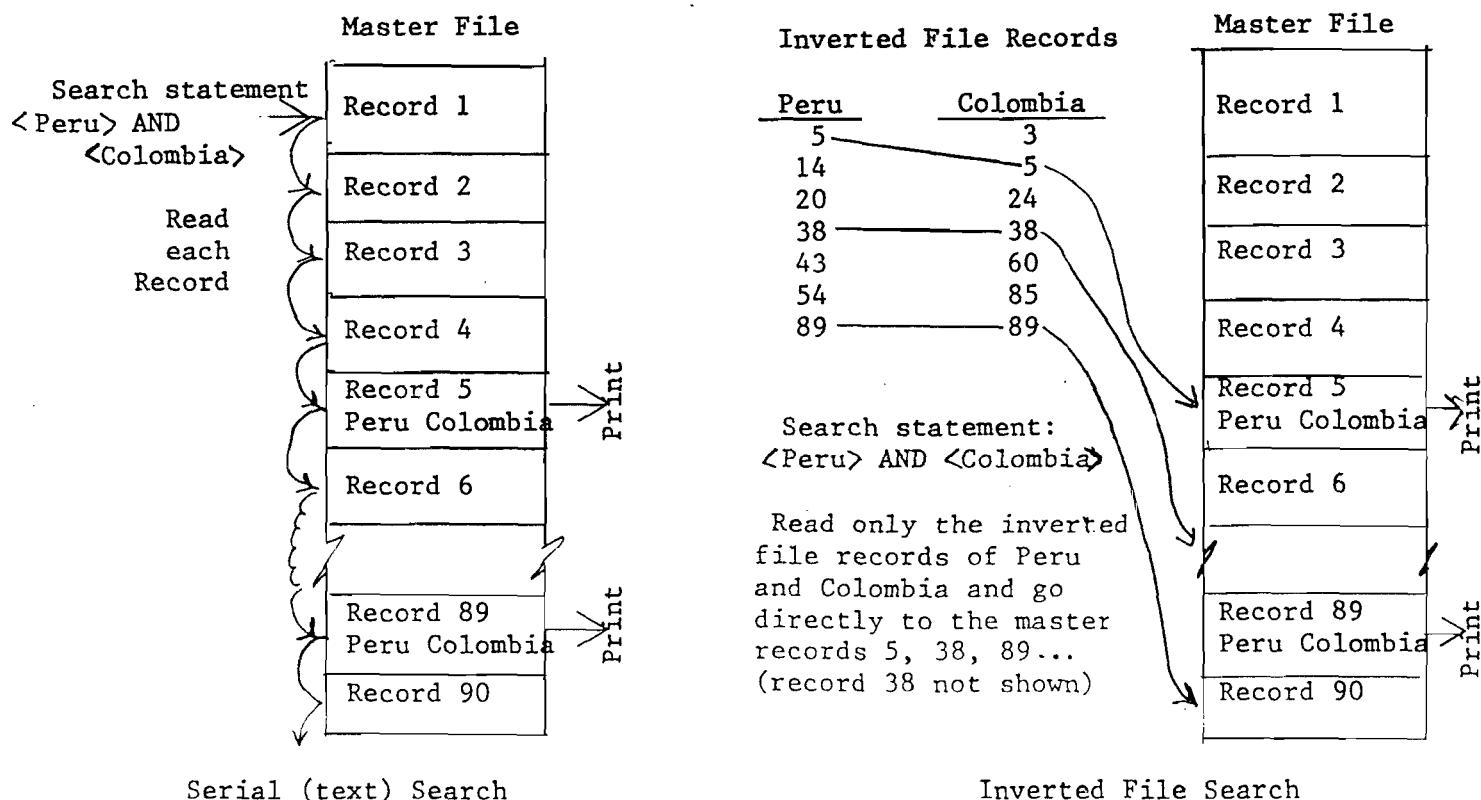 Master File
Search statement
<Peru> AND
<Colombia>
Read
each
Record
Record 1
Record 2
Record 3
Record 4
Record 5
Peru Colombia
Print
Record 6
Record 89
Peru Colombia
Print
Record 90
Serial (text) Search
Inverted File Records
Peru Colombia
5 3
14 5
20 24
38 38
43 60
54 85
89 89
Search statement:
<Peru> AND <Colombia>
Read only the inverted
file records of Peru
and Colombia and go
directly to the master
records 5, 38, 89...
(record 38 not shown)
Master File
Record 1
Record 2
Record 3
Record 4
Record 5
Peru Colombia
Print
Record 6
Record 89
Peru Colombia
Print
Record 90
Inverted File Search